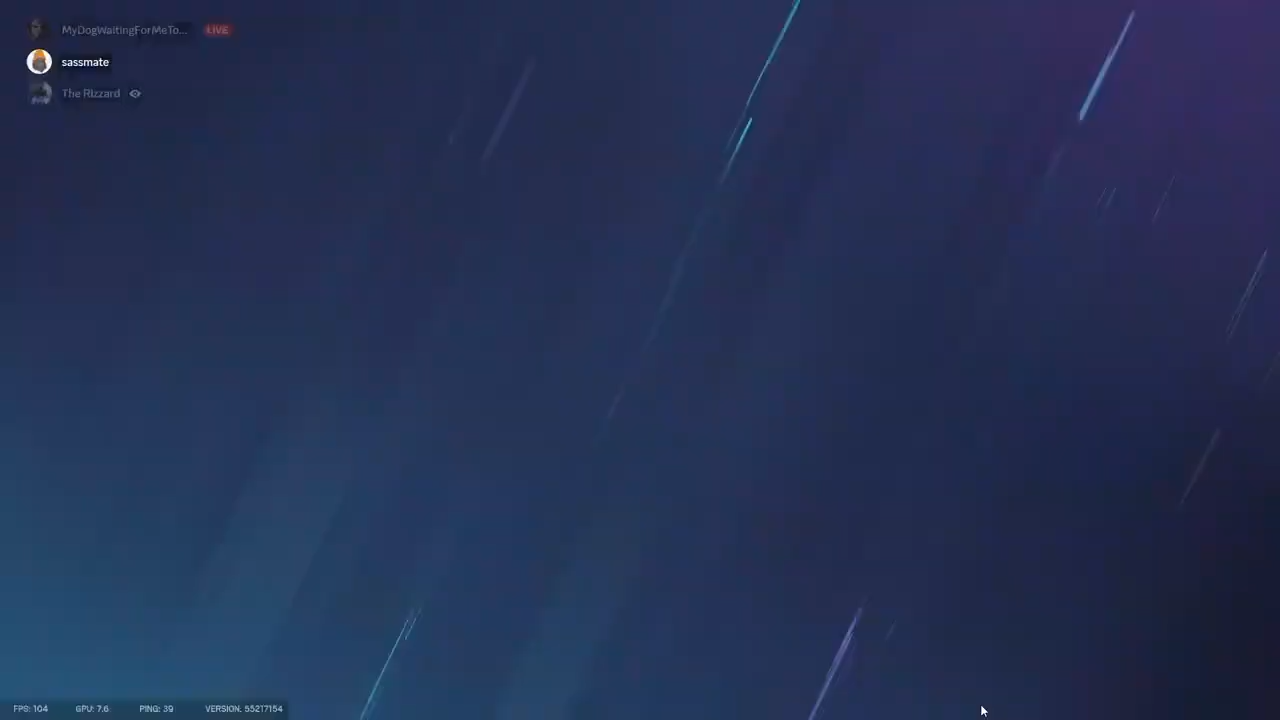 MyDogWaitingForMeTo... LIVE
sassmate
The Rizzard
FPS: 104 GPU: 7.6 PING: 39 VERSION: 55217154